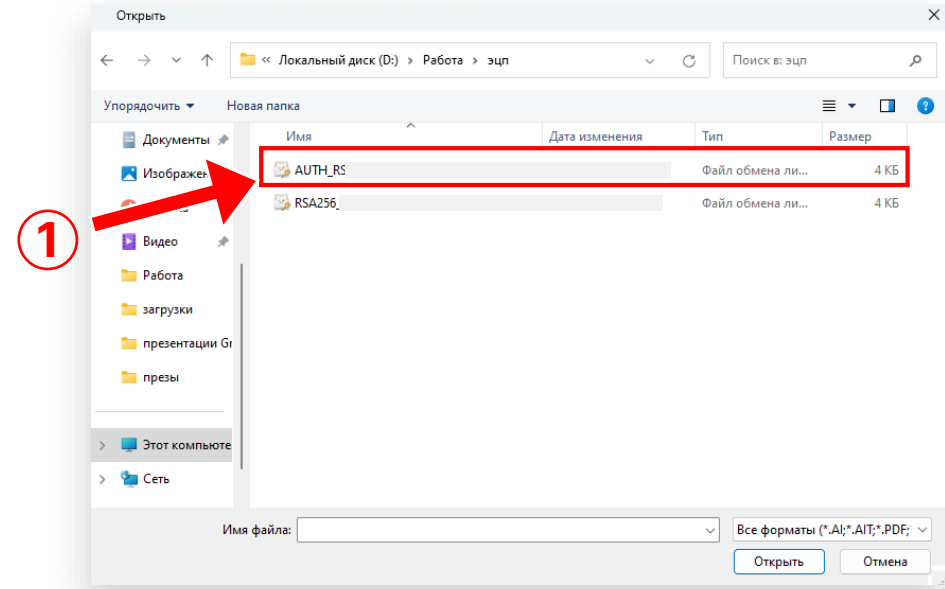 Открыть
« Локальный диск (D:) › Работа › эцп
Поиск в: эцп
Упорядочить
Новая папка
Имя
Дата изменения
Тип
Размер
Документы
Изображен
AUTH_RS
Файл обмена ли...
4 КБ
RSA256_
Файл обмена ли...
4 КБ
1
Видео
Работа
загрузки
презентации Gr
презы
Этот компьюте
Сеть
Имя файла:
Все форматы (*.AI;*.AIT;*.PDF;
Открыть
Отмена